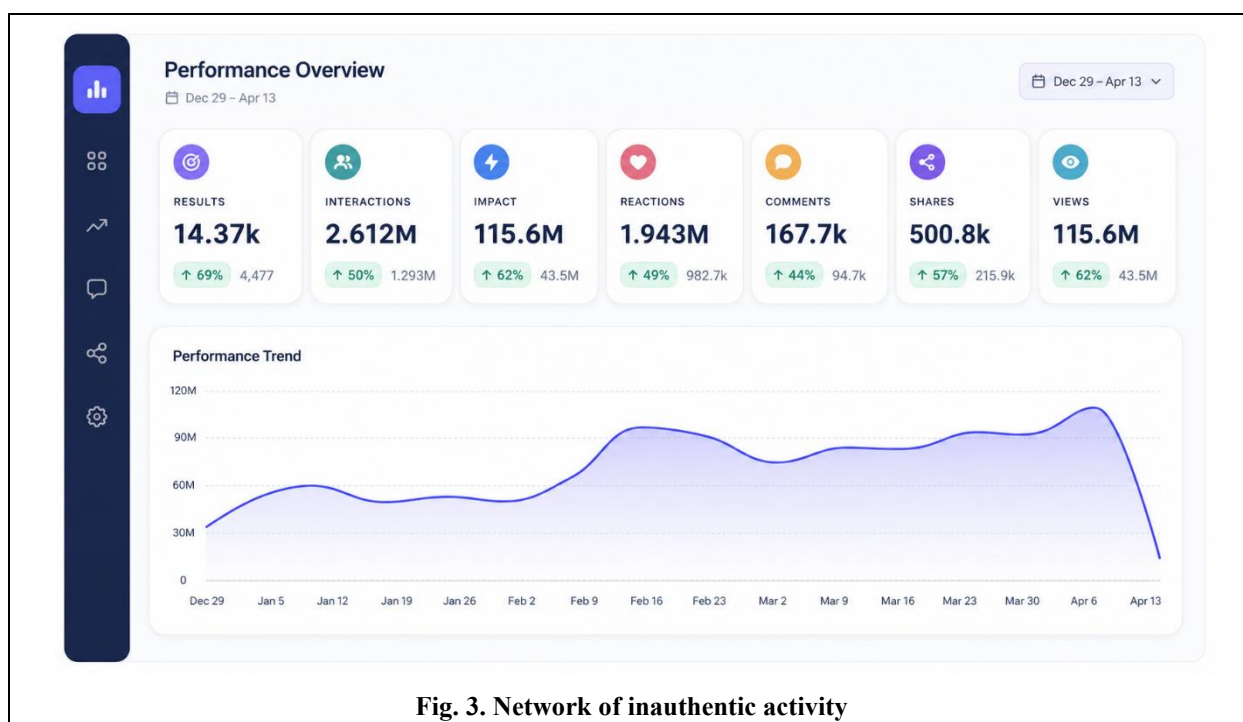 Performance Overview
Dec 29 – Apr 13
Dec 29 – Apr 13
RESULTS
14.37k
↑ 69% 4,477
INTERACTIONS
2.612M
↑ 50% 1.293M
IMPACT
115.6M
↑ 62% 43.5M
REACTIONS
1.943M
↑ 49% 982.7k
COMMENTS
167.7k
↑ 44% 94.7k
SHARES
500.8k
↑ 57% 215.9k
VIEWS
115.6M
↑ 62% 43.5M
Performance Trend
120M
90M
60M
30M
0
Dec 29 Jan 5 Jan 12 Jan 19 Jan 26 Feb 2 Feb 9 Feb 16 Feb 23 Mar 2 Mar 9 Mar 16 Mar 23 Mar 30 Apr 6 Apr 13
Fig. 3. Network of inauthentic activity